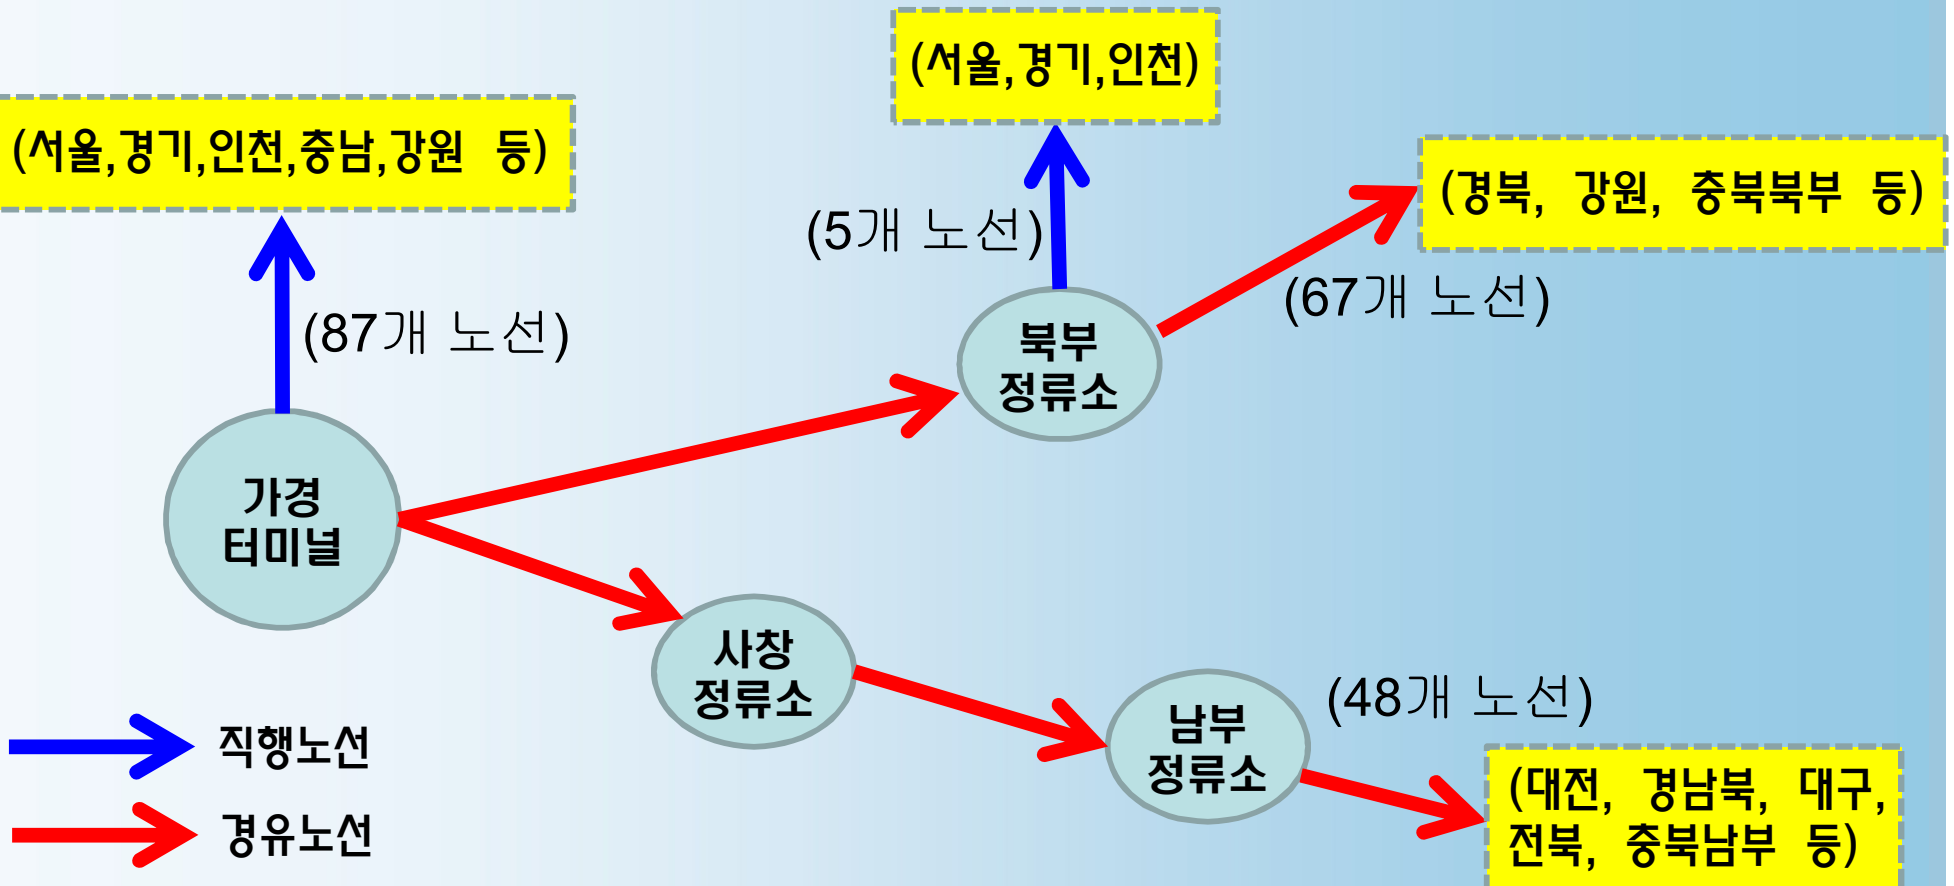 (서울,경기,인천)
(서울,경기,인천,충남,강원 등)
(경북, 강원, 충북북부 등)
(5개 노선)
(67개 노선)
(87개 노선)
북부
정류소
가경
터미널
사창
정류소
남부
정류소
(48개 노선)
(대전, 경남북, 대구,
전북, 충북남부 등)
직행노선
경유노선